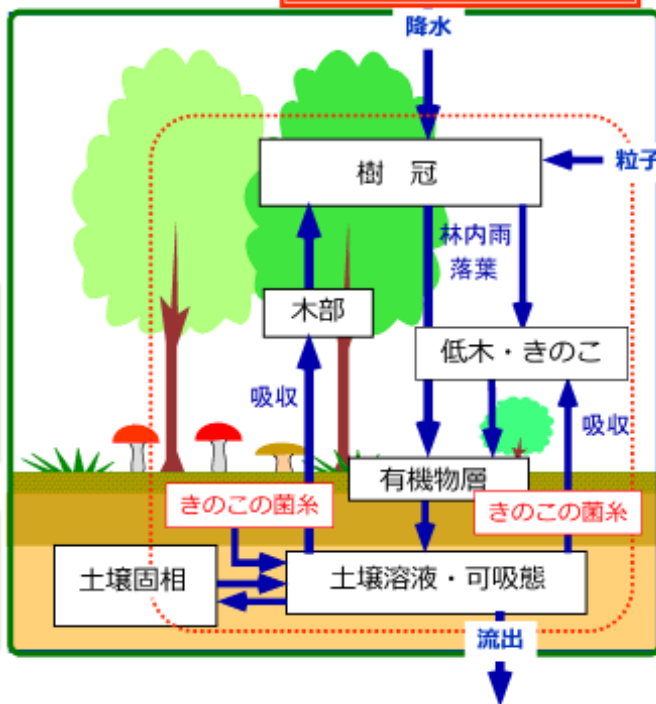 降水
樹 冠
粒子
林内雨
落葉
木部
低木・きのこ
吸収
吸収
有機物層
きのこの菌糸
きのこの菌糸
土壌固相
土壌溶液・可吸態
流出